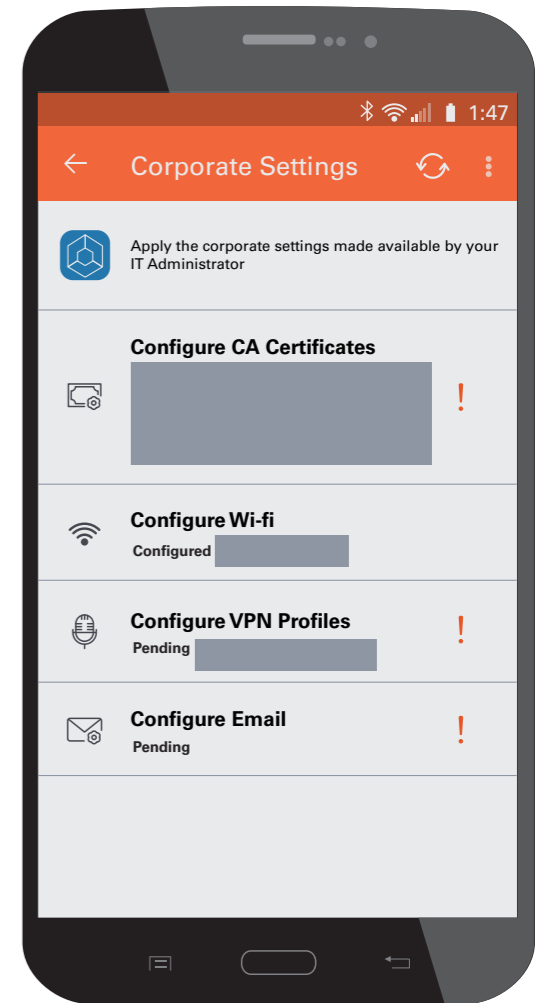 1:47
Corporate Settings
Apply the corporate settings made available by your
IT Administrator
Configure CA Certificates
Configure Wi-fi
Configured
Configure VPN Profiles
Pending
Configure Email
Pending